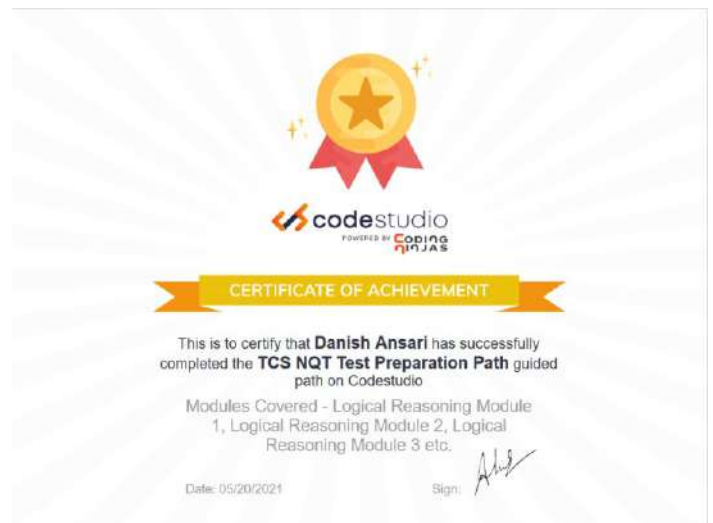 codestudio
POWERED BY CODING NINJAS
CERTIFICATE OF ACHIEVEMENT
This is to certify that Danish Ansari has successfully
completed the TCS NQT Test Preparation Path guided
path on Codestudio
Modules Covered - Logical Reasoning Module
1, Logical Reasoning Module 2, Logical
Reasoning Module 3 etc.
Date: 05/20/2021 Sign: